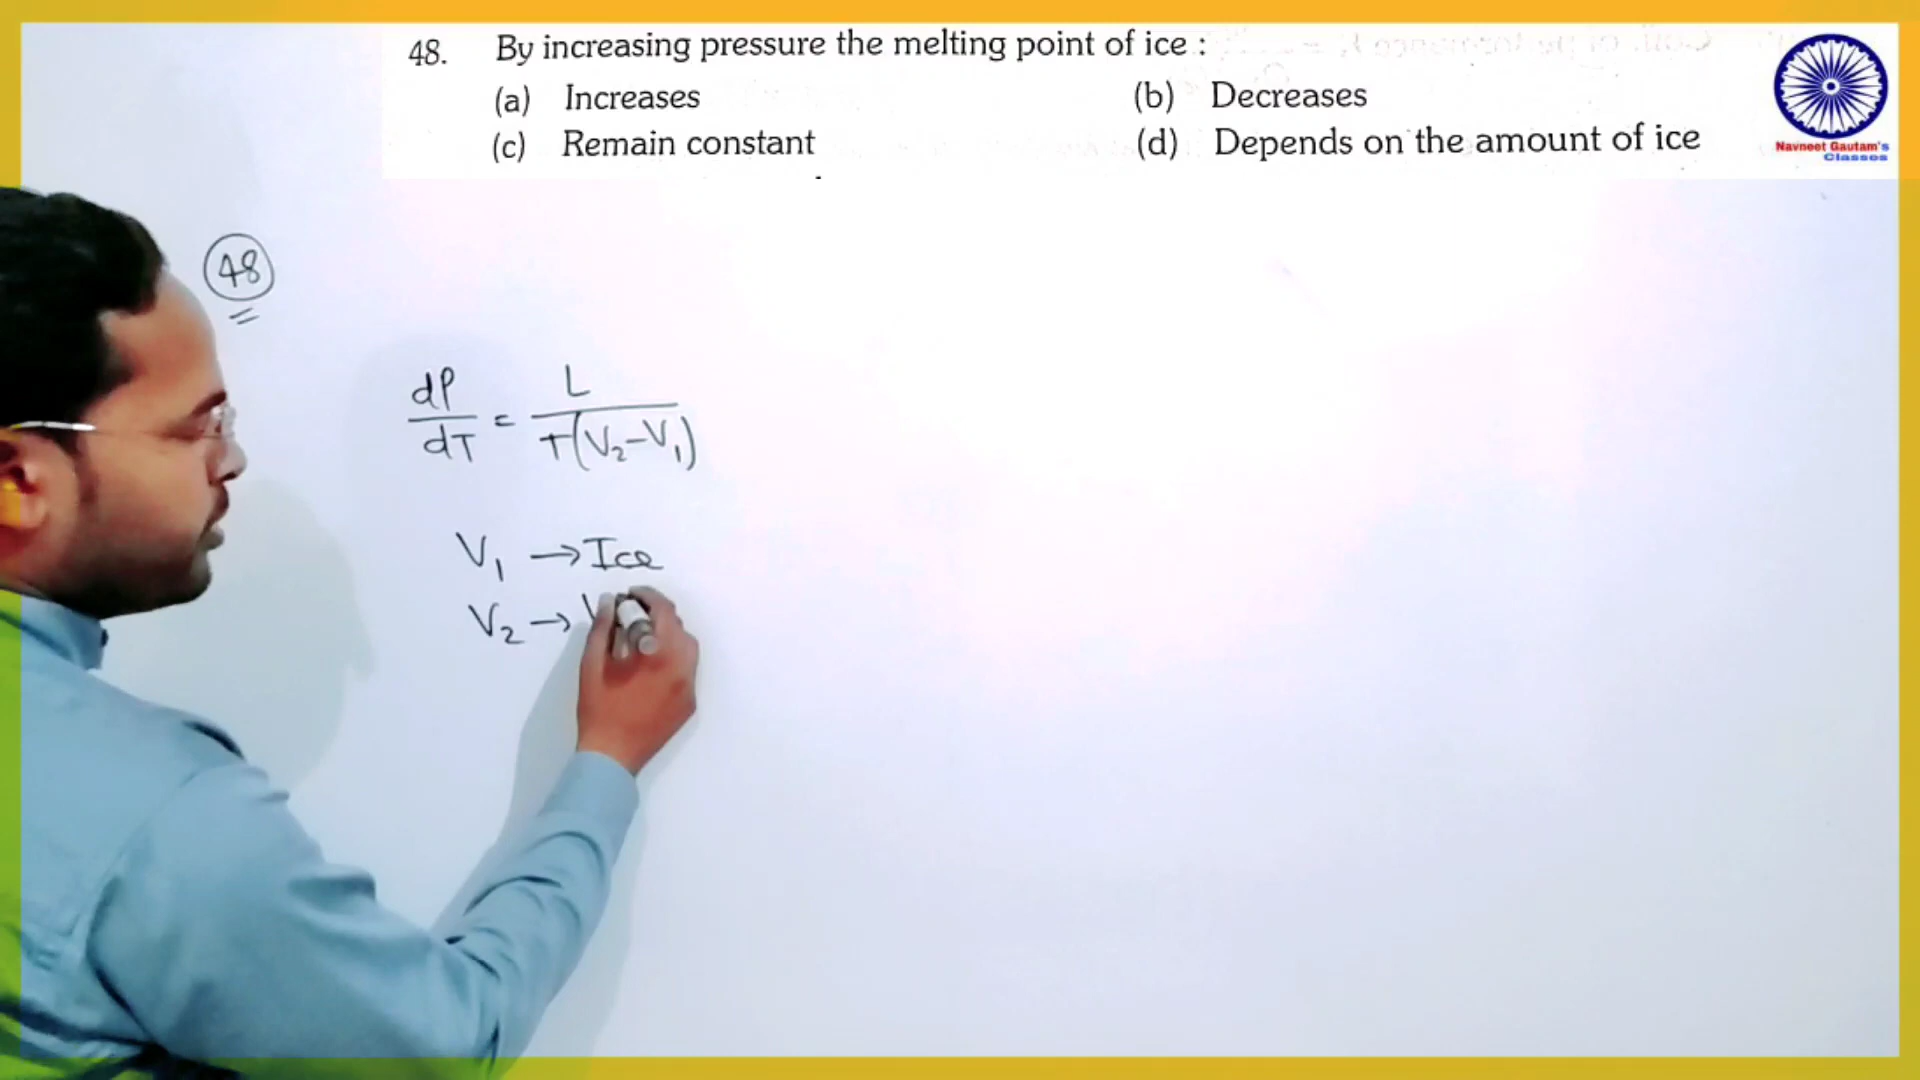 48. By increasing pressure the melting point of ice :
(a) Increases (b) Decreases
(c) Remain constant (d) Depends on the amount of ice
Navneet Gautam's
Classes
48
dP/dT = L/T(V₂-V₁)
V₁ → Ice
V₂ →